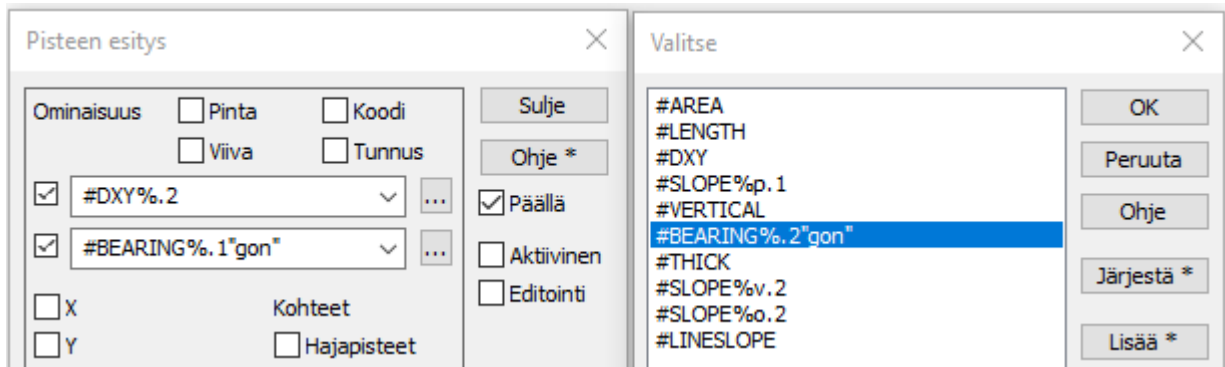 Pisteen esitys
Ominaisuus Pinta Koodi
Viiva Tunnus
#DXY%.2 ...
#BEARING%.1"gon" ...
X Kohteet
Y Hajapisteet
Sulje
Ohje *
Päällä
Aktiivinen
Editointi
Valitse
#AREA
#LENGTH
#DXY
#SLOPE%p.1
#VERTICAL
#BEARING%.2"gon"
#THICK
#SLOPE%v.2
#SLOPE%o.2
#LINESLOPE
OK
Peruuta
Ohje
Järjestä *
Lisää *